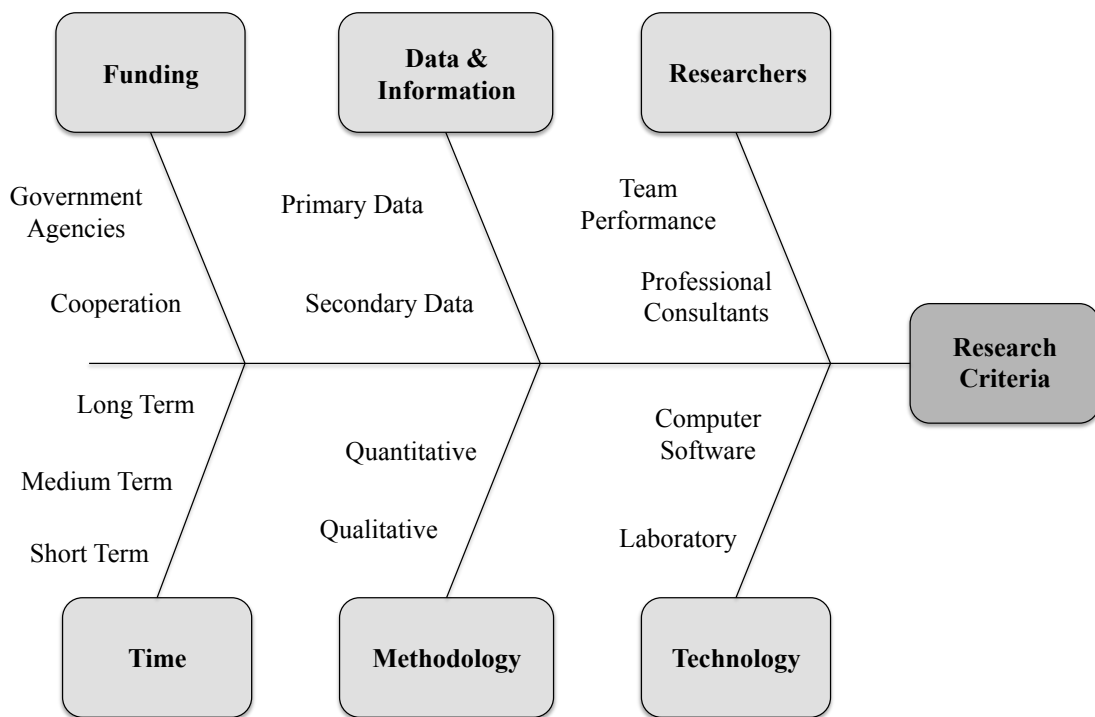 Funding
Data &
Information
Researchers
Government
Agencies
Primary Data
Team
Performance
Cooperation
Secondary Data
Professional
Consultants
Research
Criteria
Long Term
Medium Term
Short Term
Quantitative
Qualitative
Computer
Software
Laboratory
Time
Methodology
Technology